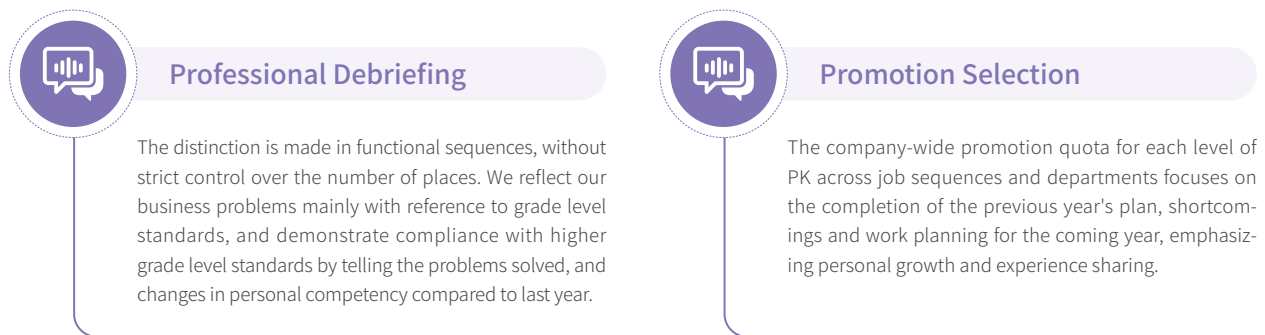 Professional Debriefing
The distinction is made in functional sequences, without
strict control over the number of places. We reflect our
business problems mainly with reference to grade level
standards, and demonstrate compliance with higher
grade level standards by telling the problems solved, and
changes in personal competency compared to last year.
Promotion Selection
The company-wide promotion quota for each level of
PK across job sequences and departments focuses on
the completion of the previous year's plan, shortcom-
ings and work planning for the coming year, emphasiz-
ing personal growth and experience sharing.